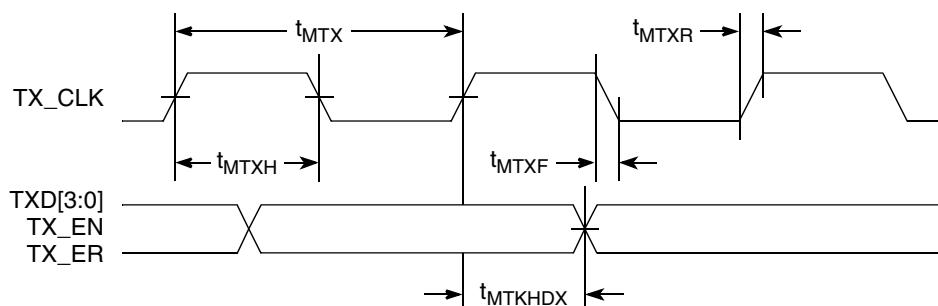 tMTX
tMTXR
TX_CLK
tMTXH
tMTXF
TXD[3:0]
TX_EN
TX_ER
tMTKHDX